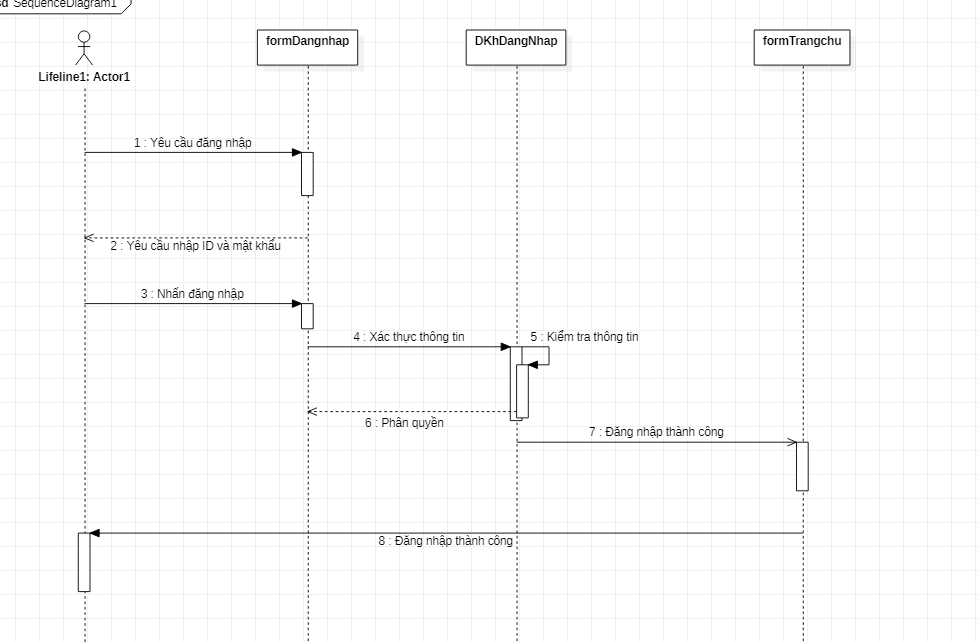 sd SequenceDiagram1
formDangnhap
DKhDangNhap
formTrangchu
Lifeline1: Actor1
1 : Yêu cầu đăng nhập
2 : Yêu cầu nhập ID và mật khẩu
3 : Nhấn đăng nhập
4 : Xác thực thông tin
5 : Kiểm tra thông tin
6 : Phân quyền
7 : Đăng nhập thành công
8 : Đăng nhập thành công